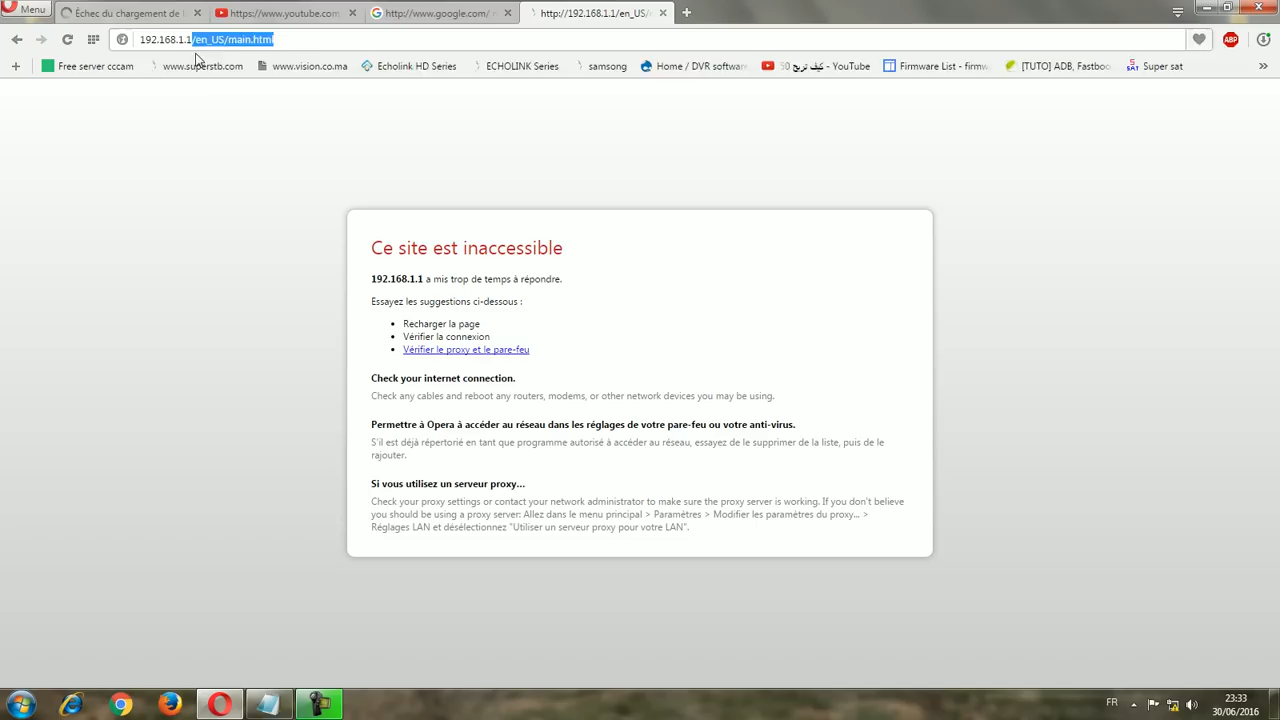 Menu
Échec du chargement de l
https://www.youtube.com
http://www.google.com/
http://192.168.1.1/en_US/
192.168.1.1/en_US/main.html
ABP
Free server cccam
www.superstb.com
www.vision.co.ma
Echolink HD Series
ECHOLINK Series
samsong
Home / DVR softwar
كيف تربح 50 - YouTube
Firmware List - firmw
[TUTO] ADB, Fastboo
SAT
Super sat
Ce site est inaccessible
192.168.1.1 a mis trop de temps à répondre.
Essayez les suggestions ci-dessous :
Recharger la page
Vérifier la connexion
Vérifier le proxy et le pare-feu
Check your internet connection.
Check any cables and reboot any routers, modems, or other network devices you may be using.
Permettre à Opera à accéder au réseau dans les réglages de votre pare-feu ou votre anti-virus.
S'il est déjà répertorié en tant que programme autorisé à accéder au réseau, essayez de le supprimer de la liste, puis de le
rajouter.
Si vous utilisez un serveur proxy...
Check your proxy settings or contact your network administrator to make sure the proxy server is working. If you don't believe
you should be using a proxy server: Allez dans le menu principal > Paramètres > Modifier les paramètres du proxy... >
Réglages LAN et désélectionnez "Utiliser un serveur proxy pour votre LAN".
FR
23:33
30/06/2016